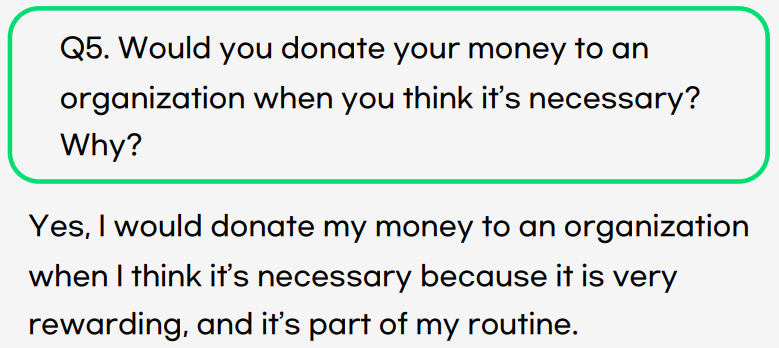 Q5. Would you donate your money to an
organization when you think it's necessary?
Why?
Yes, I would donate my money to an organization
when I think it's necessary because it is very
rewarding, and it's part of my routine.